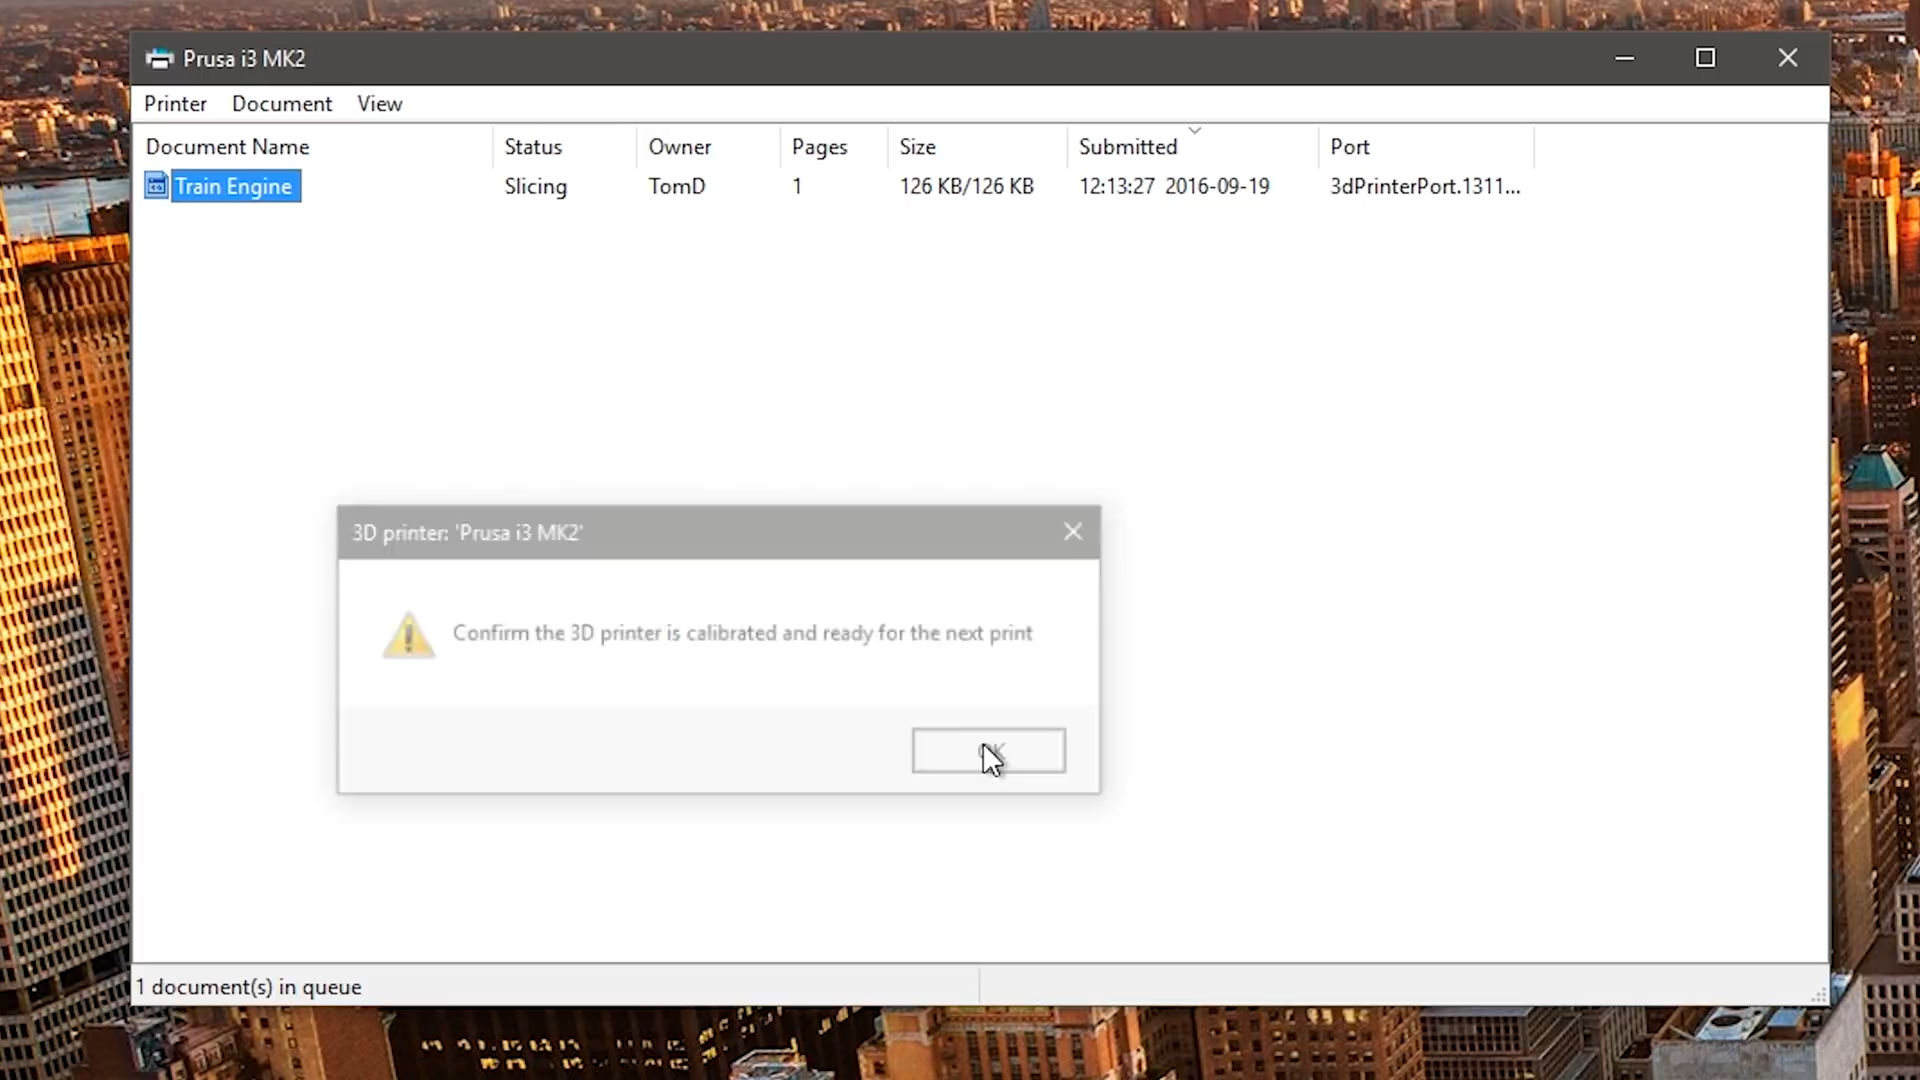 Prusa i3 MK2
Printer Document View
Document Name Status Owner Pages Size Submitted Port
Train Engine Slicing TomD 1 126 KB/126 KB 12:13:27 2016-09-19 3dPrinterPort.1311...
3D printer: 'Prusa i3 MK2'
Confirm the 3D printer is calibrated and ready for the next print
OK
1 document(s) in queue